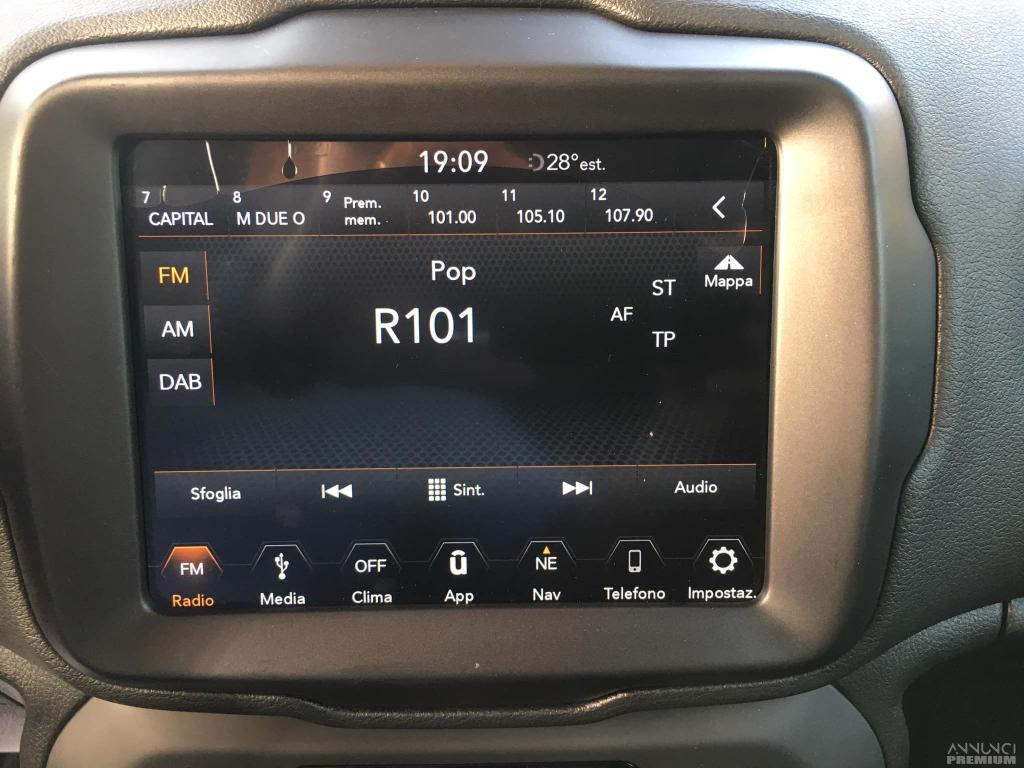 19:09 28°est.
7 CAPITAL
8 M DUE O
9 Prem. mem.
10 101.00
11 105.10
12 107.90
FM
AM
DAB
Pop
R101
ST
AF
TP
Mappa
Sfoglia
Sint.
Audio
FM
Radio
Media
OFF
Clima
App
NE
Nav
Telefono
Impostaz.
ANNUNCI
PREMIUM